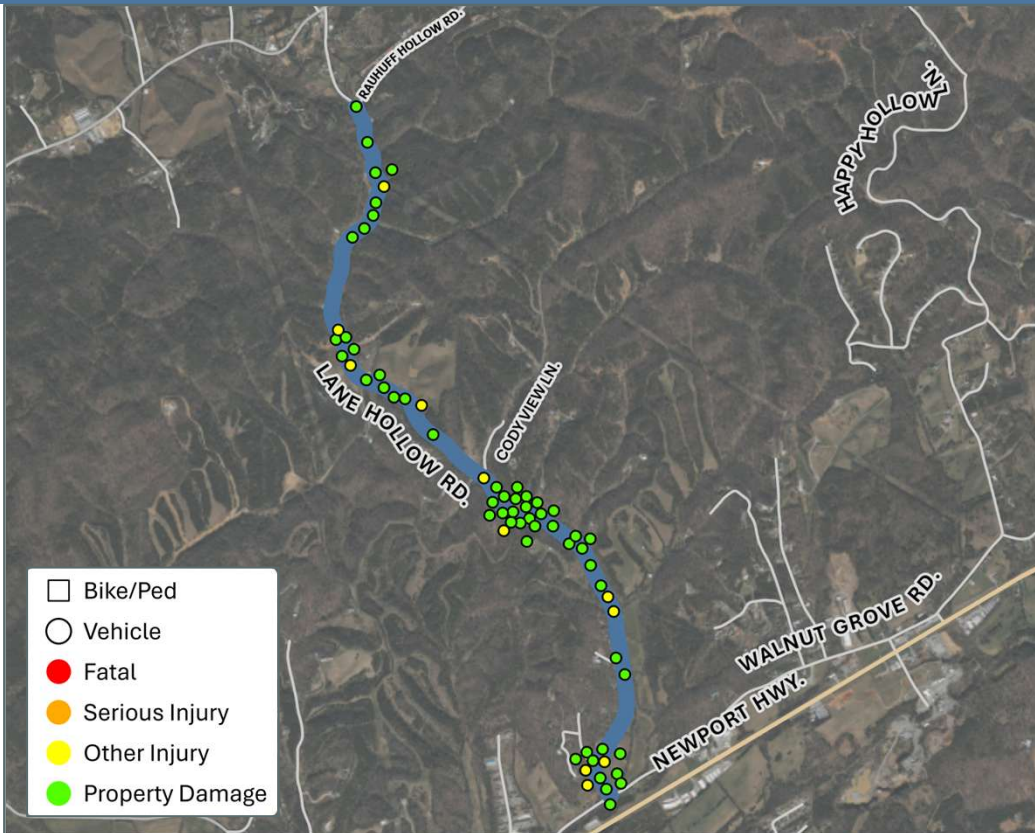 RAUHUFF HOLLOW RD.
HAPPY HOLLOW LN.
LANE HOLLOW RD.
CODY VIEW LN.
WALNUT GROVE RD.
NEWPORT HWY.
Bike/Ped
Vehicle
Fatal
Serious Injury
Other Injury
Property Damage